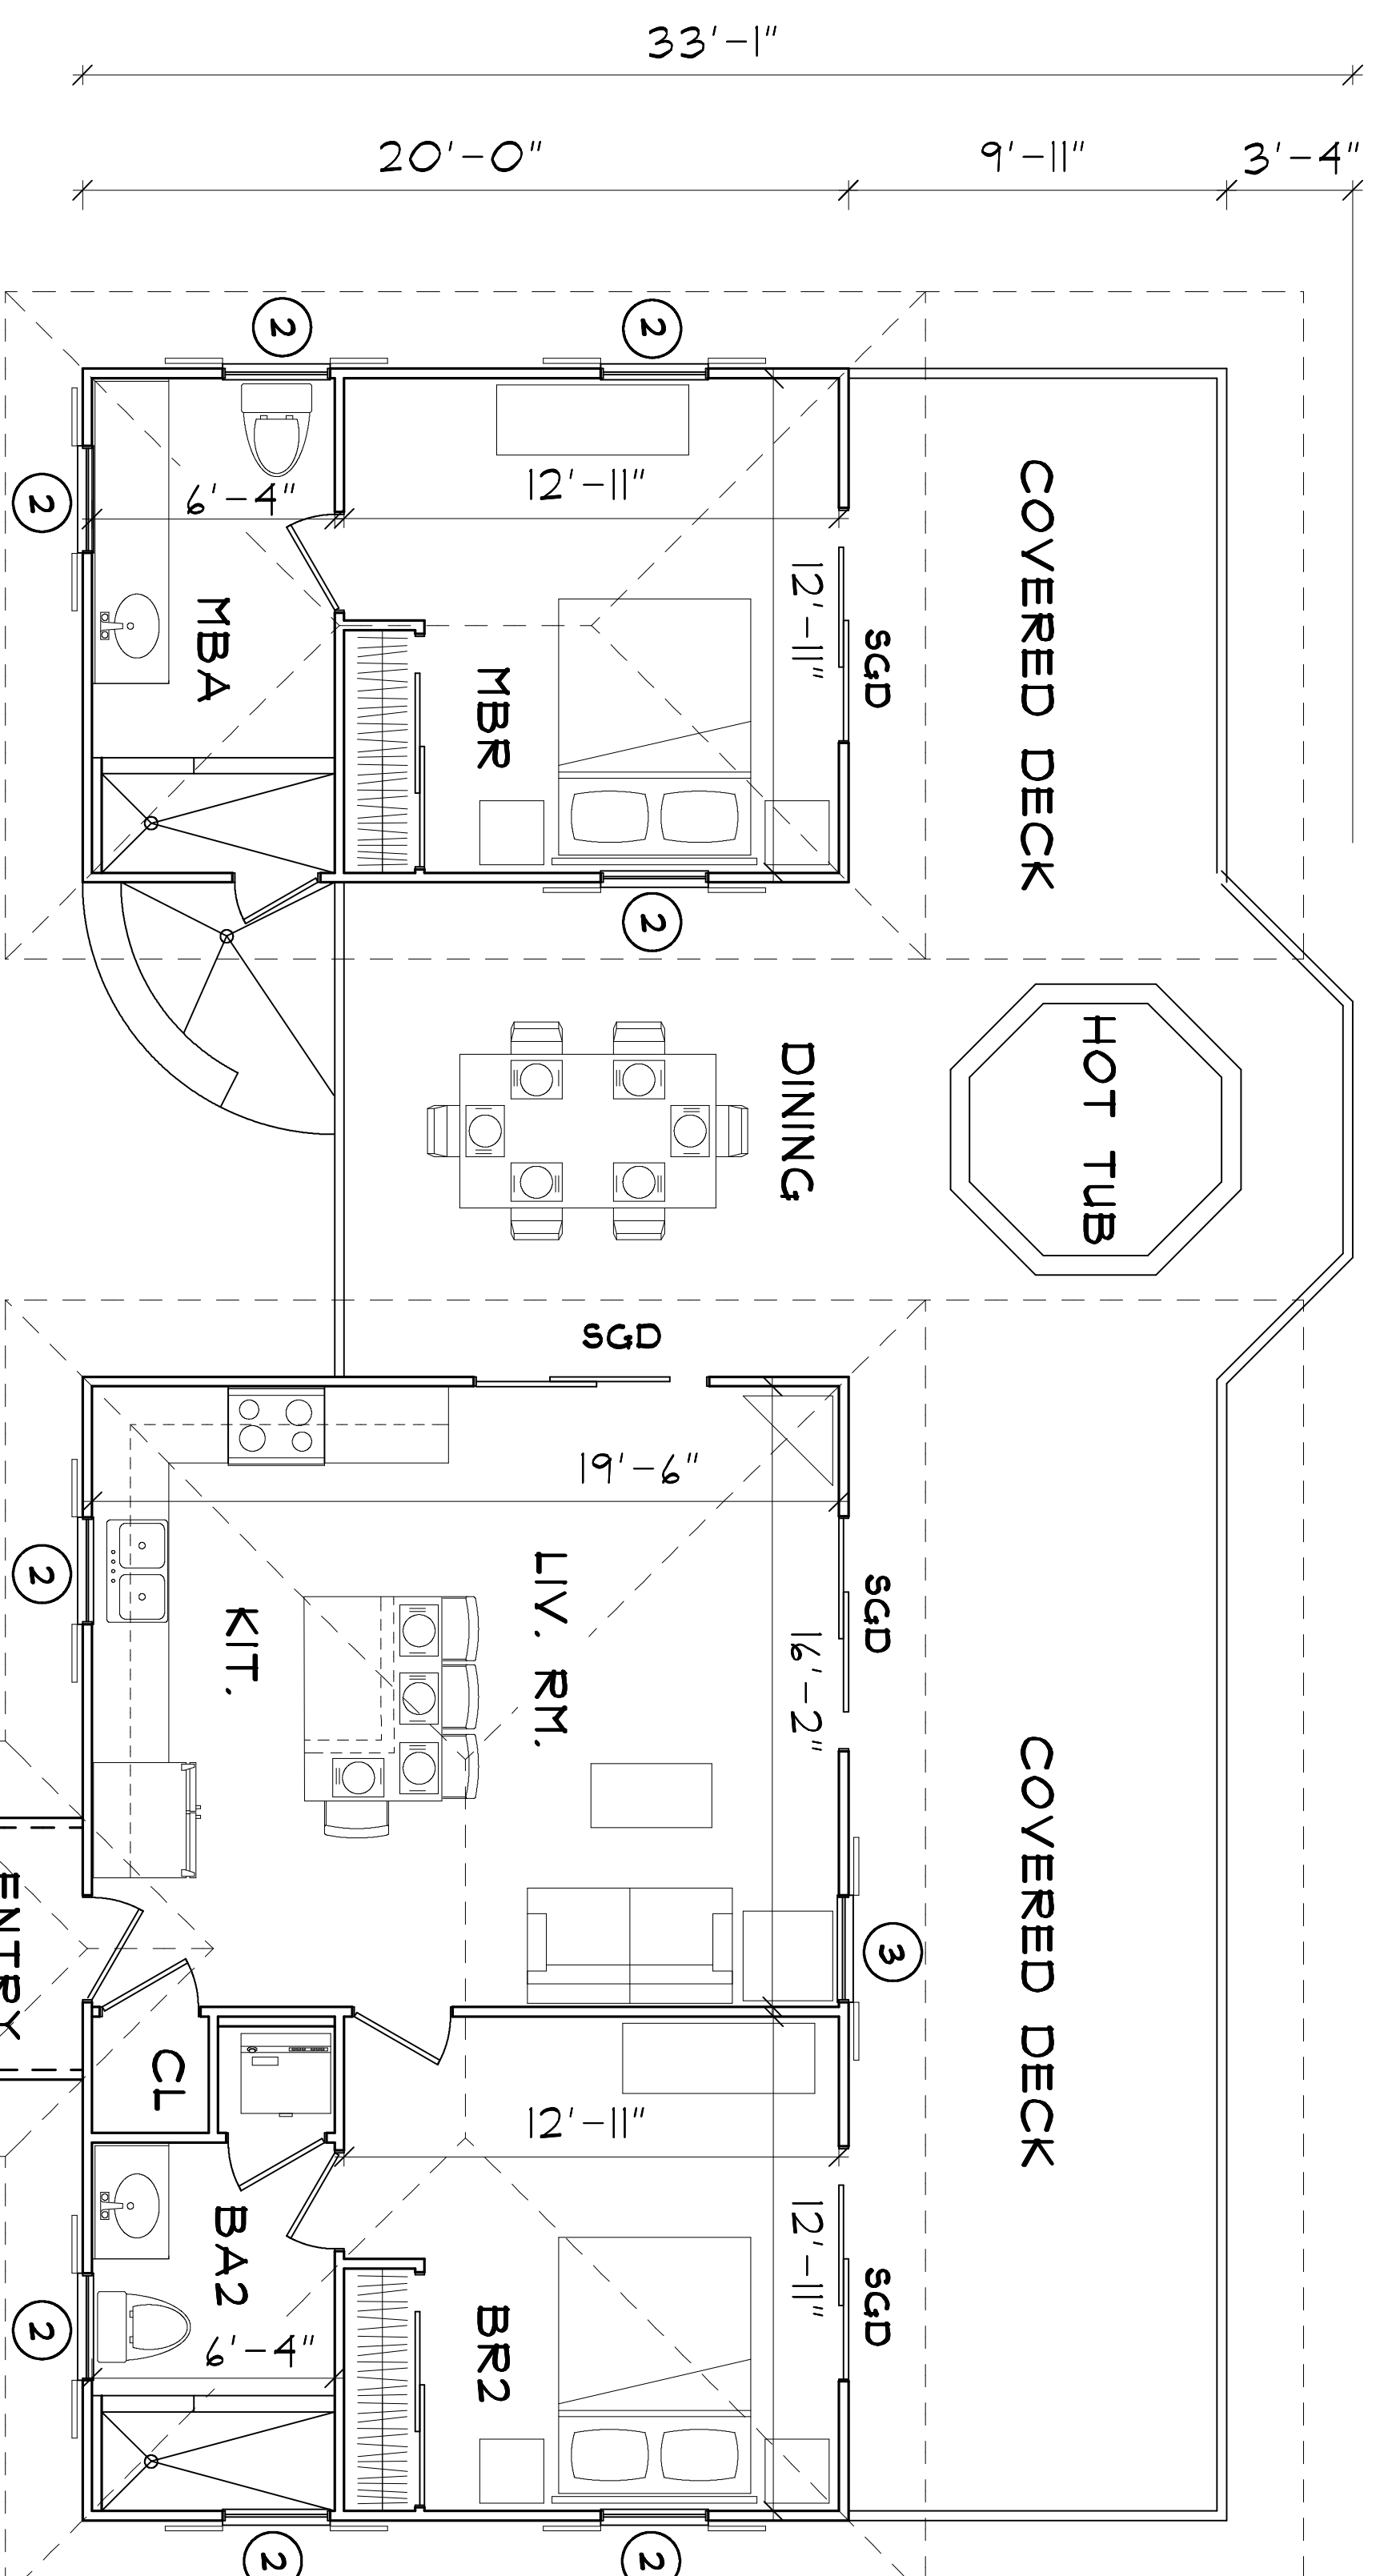 33'-1"
20'-0"
9'-11"
3'-4"
2
2
2
6'-4"
12'-11"
12'-11"
SGD
MBA
MBR
COVERED DECK
2
DINING
HOT TUB
SGD
19'-6"
2
KIT.
LIV. RM.
SGD
16'-2"
COVERED DECK
3
ENTRY
CL
12'-11"
12'-11"
SGD
BA2
BR2
6'-4"
2
2
2